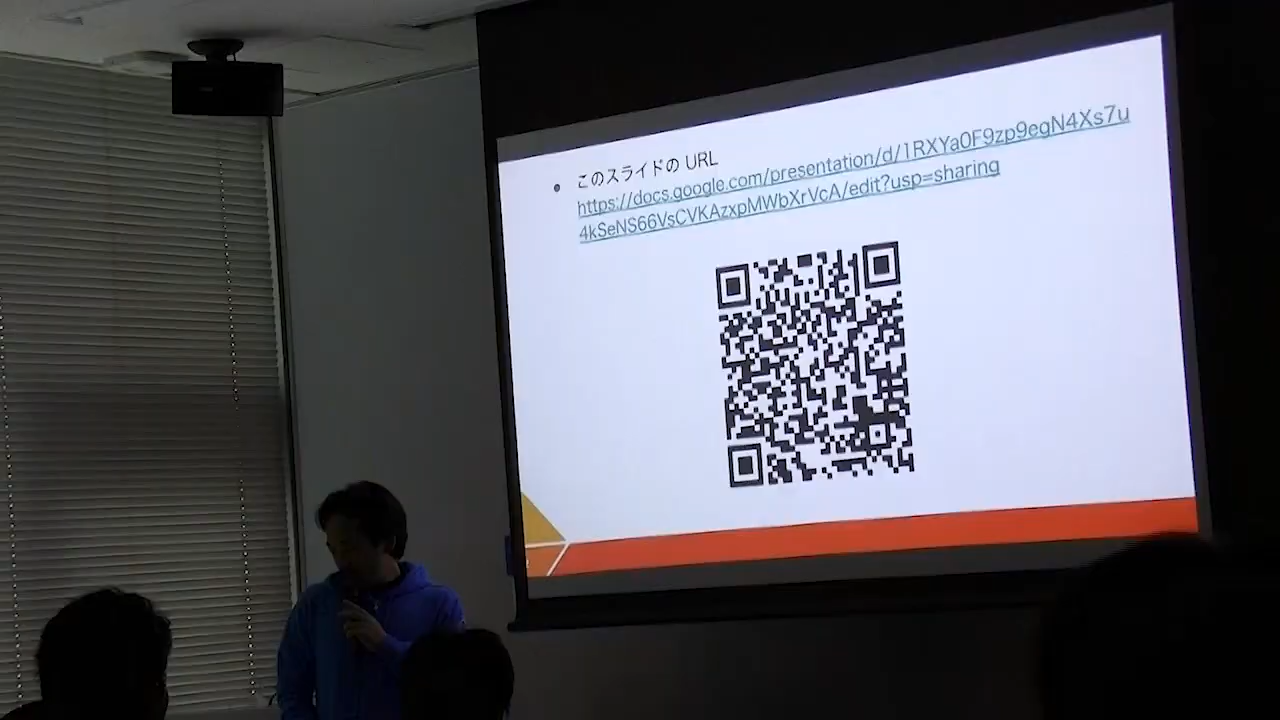 このスライドの URL
https://docs.google.com/presentation/d/1RXYa0F9zp9egN4Xs7u
4kSeNS66VsCVKAzxpMWbXrVcA/edit?usp=sharing